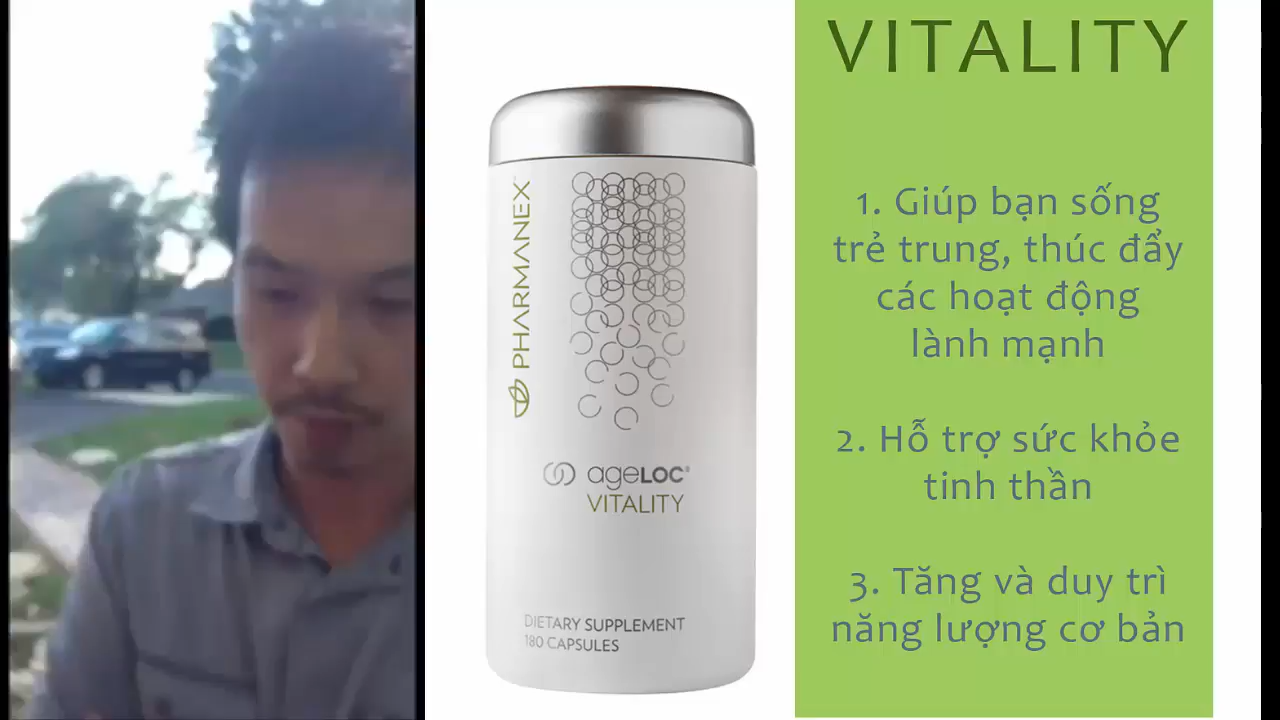 PHARMANEX
ageLOC®
VITALITY
DIETARY SUPPLEMENT
180 CAPSULES
VITALITY
1. Giúp bạn sống
trẻ trung, thúc đẩy
các hoạt động
lành mạnh
2. Hỗ trợ sức khỏe
tinh thần
3. Tăng và duy trì
năng lượng cơ bản